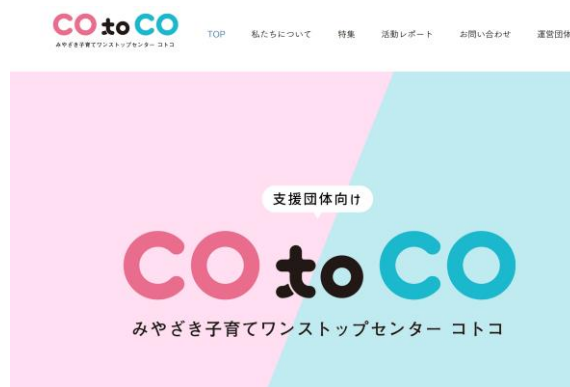 CO to CO
みやざき子育てワンストップセンター コトコ
TOP 私たちについて 特集 活動レポート お問い合わせ 運営団体
支援団体向け
CO to CO
みやざき子育てワンストップセンター コトコ